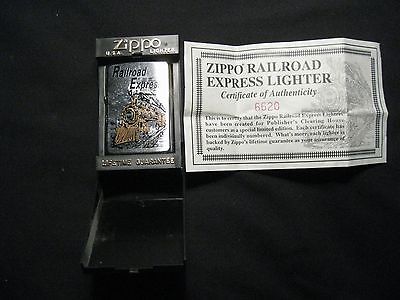 Zippo
U.S.A. LIGHTER
Railroad
Express
LIFETIME GUARANTEE
ZIPPO RAILROAD
EXPRESS LIGHTER
Certificate of Authenticity
6620
This is to certify that the Zippo Railroad Express Lighters
have been created for Publisher's Clearing House
customers as a special limited edition. Each certificate has
been individually numbered. What's more, each lighter is
backed by Zippo's lifetime guarantee as your assurance of
quality.